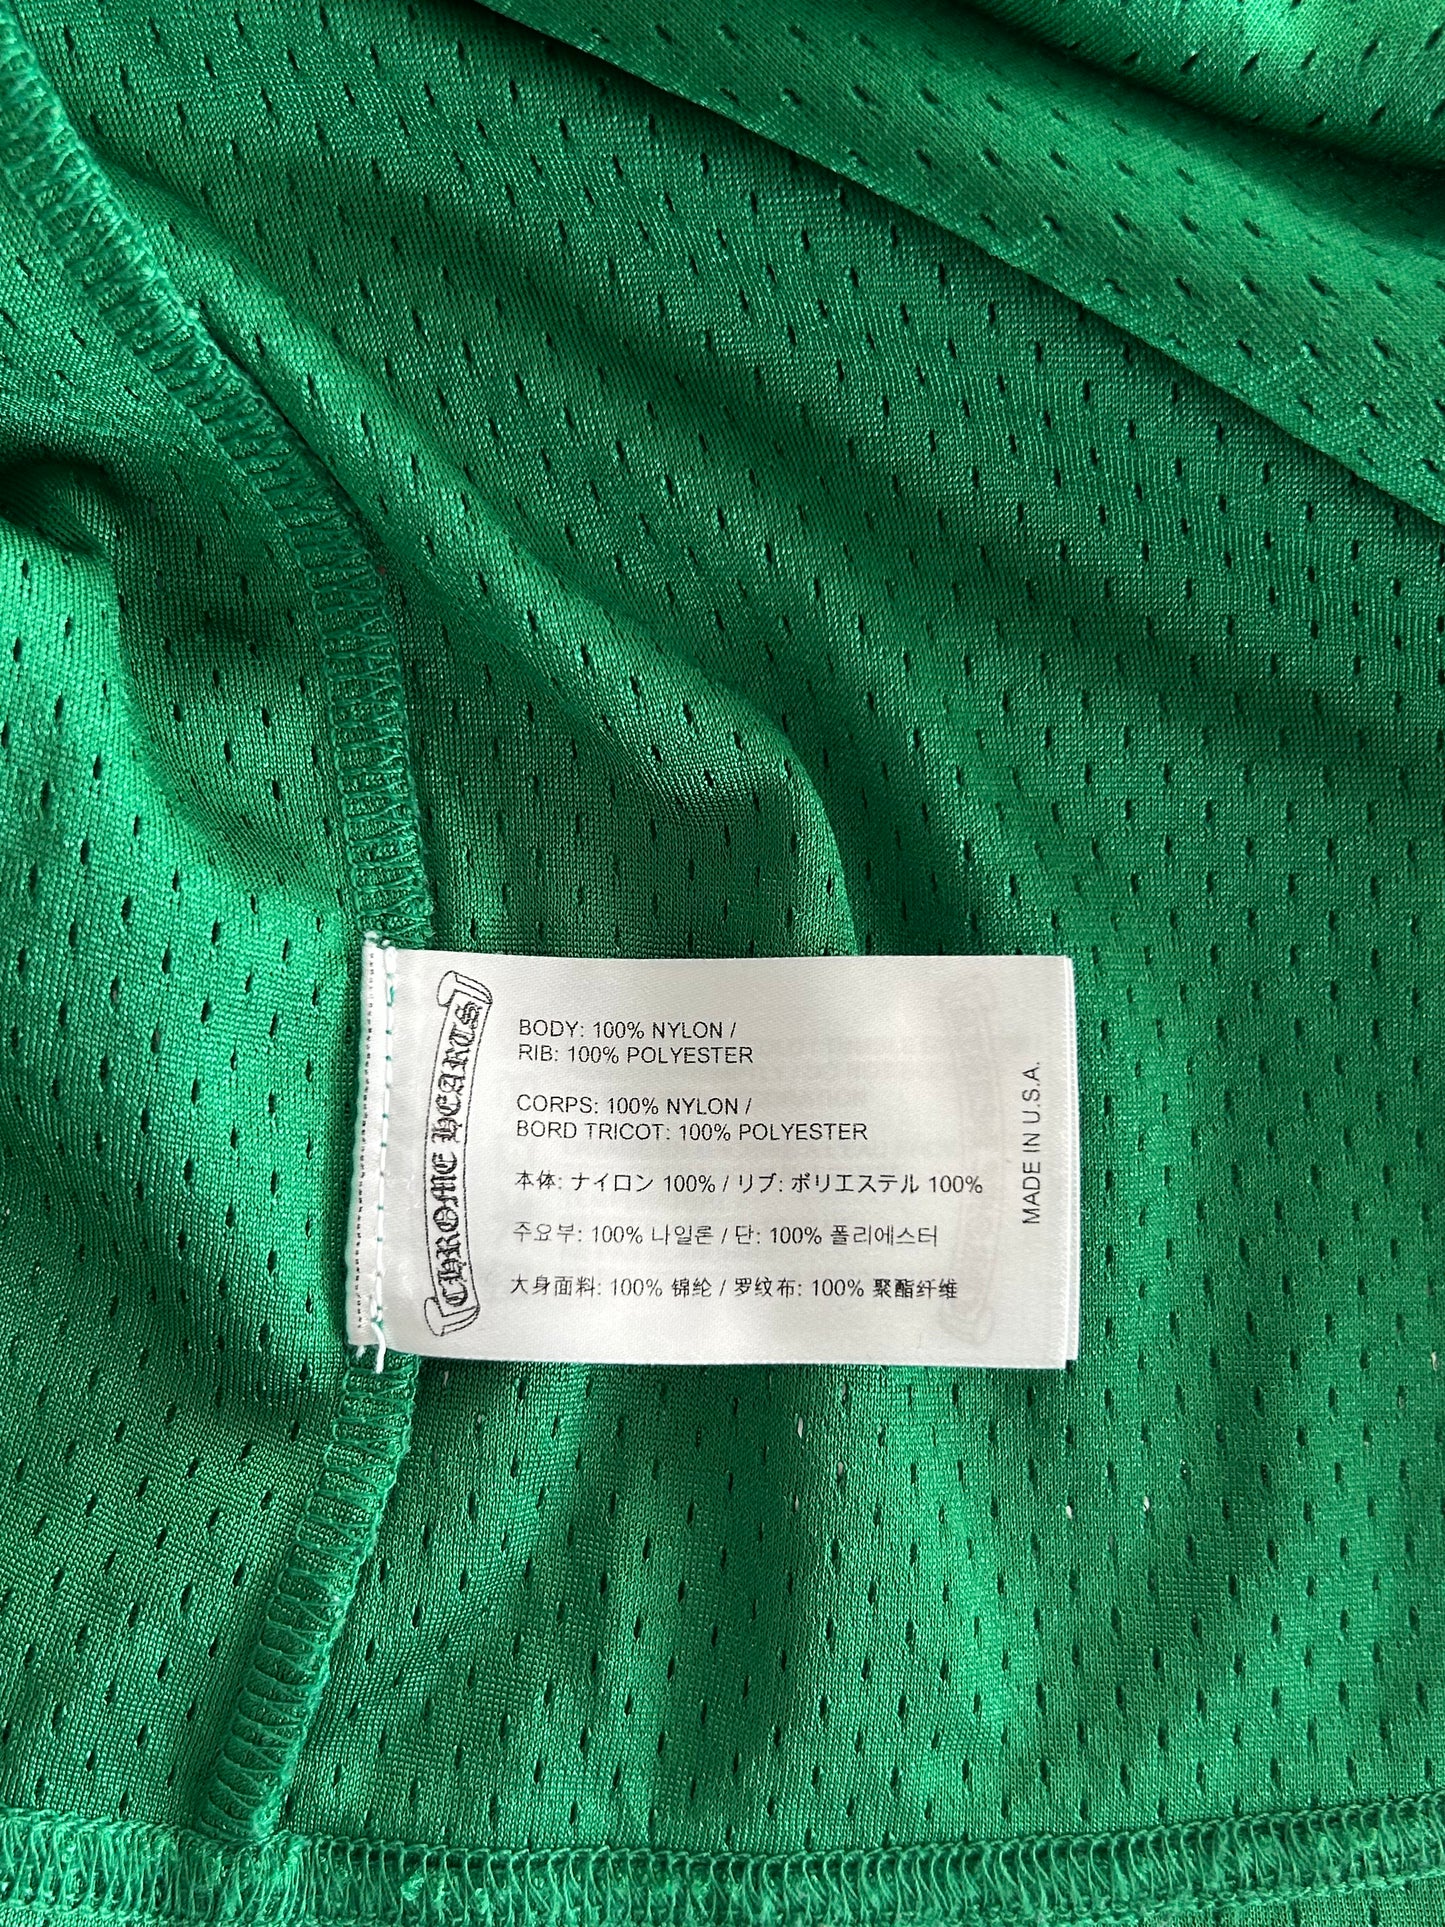 CHROME HEARTS
BODY: 100% NYLON /
RIB: 100% POLYESTER
CORPS: 100% NYLON /
BORD TRICOT: 100% POLYESTER
本体: ナイロン 100% / リブ: ポリエステル 100%
주요부: 100% 나일론 / 단: 100% 폴리에스터
大身面料: 100% 锦纶 / 罗纹布: 100% 聚酯纤维
MADE IN U.S.A.